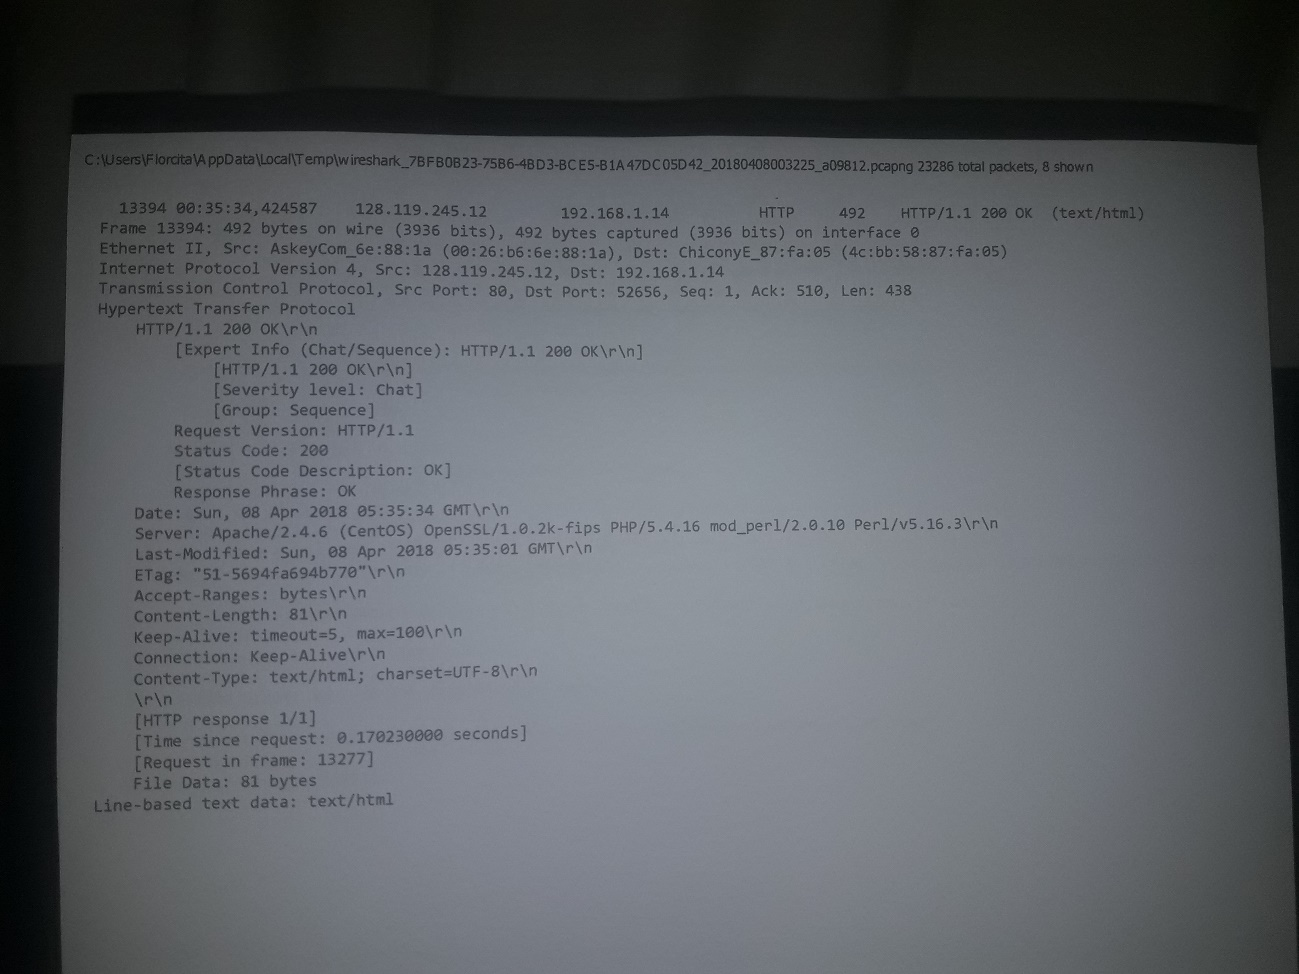 C:\Users\Florcita\AppData\Local\Temp\wireshark_7BFB0B23-75B6-4BD3-BCE5-B1A47DC05D42_20180408003225_a09812.pcapng 23286 total packets, 8 shown
13394 00:35:34,424587 128.119.245.12 192.168.1.14 HTTP 492 HTTP/1.1 200 OK (text/html)
Frame 13394: 492 bytes on wire (3936 bits), 492 bytes captured (3936 bits) on interface 0
Ethernet II, Src: AskeyCom_6e:88:1a (00:26:b6:6e:88:1a), Dst: ChiconyE_87:fa:05 (4c:bb:58:87:fa:05)
Internet Protocol Version 4, Src: 128.119.245.12, Dst: 192.168.1.14
Transmission Control Protocol, Src Port: 80, Dst Port: 52656, Seq: 1, Ack: 510, Len: 438
Hypertext Transfer Protocol
HTTP/1.1 200 OK\r\n
[Expert Info (Chat/Sequence): HTTP/1.1 200 OK\r\n]
[HTTP/1.1 200 OK\r\n]
[Severity level: Chat]
[Group: Sequence]
Request Version: HTTP/1.1
Status Code: 200
[Status Code Description: OK]
Response Phrase: OK
Date: Sun, 08 Apr 2018 05:35:34 GMT\r\n
Server: Apache/2.4.6 (CentOS) OpenSSL/1.0.2k-fips PHP/5.4.16 mod_perl/2.0.10 Perl/v5.16.3\r\n
Last-Modified: Sun, 08 Apr 2018 05:35:01 GMT\r\n
ETag: "51-5694fa694b770"\r\n
Accept-Ranges: bytes\r\n
Content-Length: 81\r\n
Keep-Alive: timeout=5, max=100\r\n
Connection: Keep-Alive\r\n
Content-Type: text/html; charset=UTF-8\r\n
\r\n
[HTTP response 1/1]
[Time since request: 0.170230000 seconds]
[Request in frame: 13277]
File Data: 81 bytes
Line-based text data: text/html